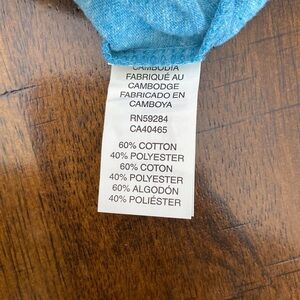 CAMBODIA
FABRIQUÉ AU
CAMBODGE
FABRICADO EN
CAMBOYA
RN59284
CA40465
60% COTTON
40% POLYESTER
60% COTON
40% POLYESTER
60% ALGODÓN
40% POLIÉSTER